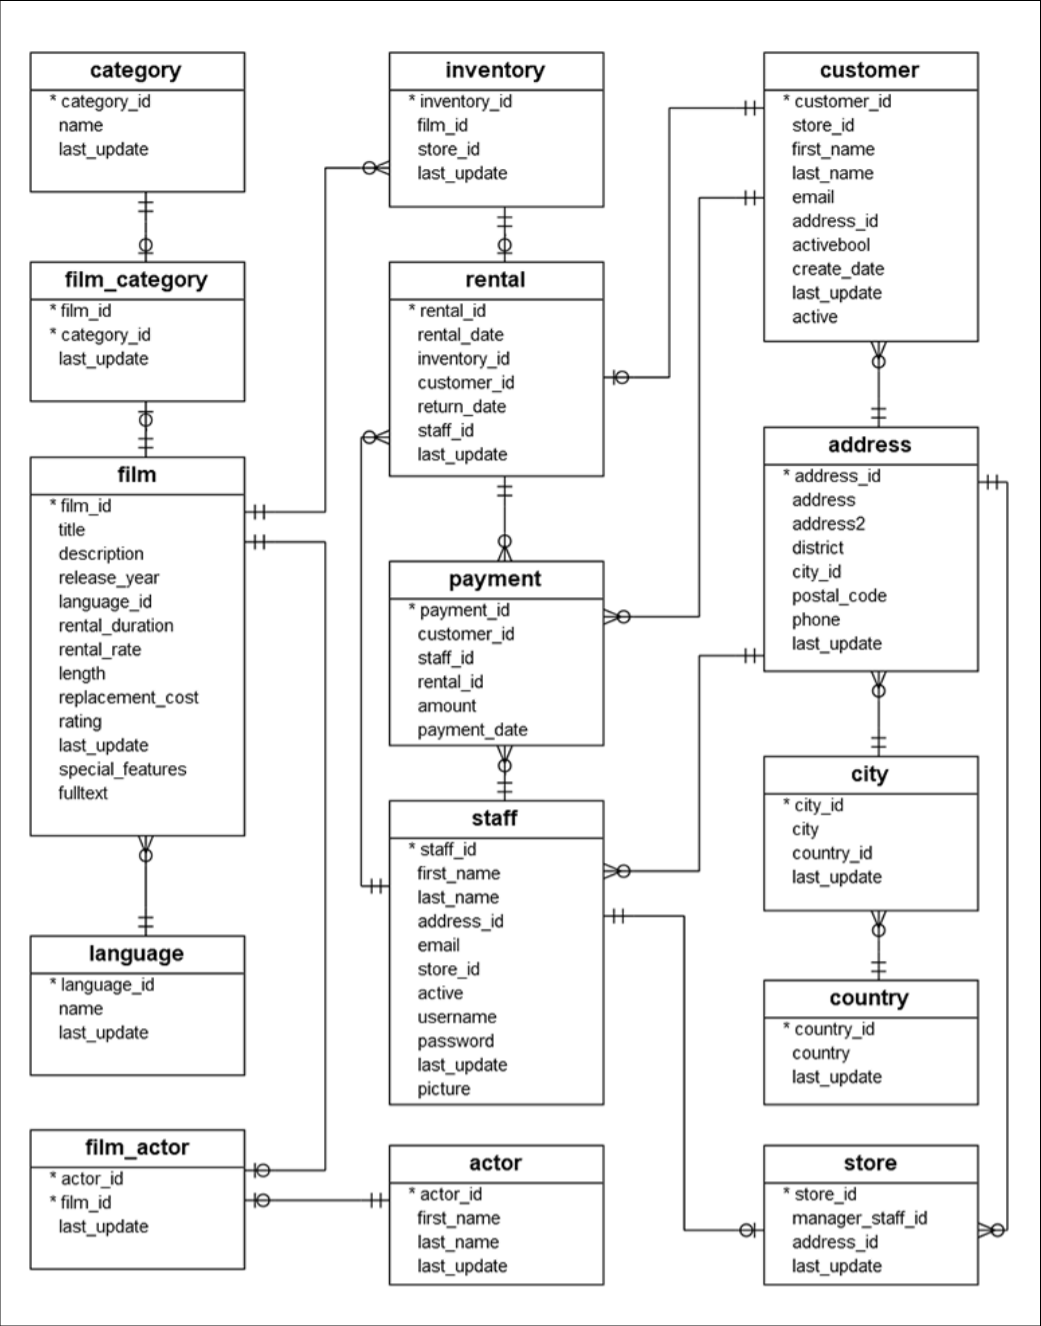 category
* category_id
name
last_update
film_category
* film_id
* category_id
last_update
film
* film_id
title
description
release_year
language_id
rental_duration
rental_rate
length
replacement_cost
rating
last_update
special_features
fulltext
language
* language_id
name
last_update
film_actor
* actor_id
* film_id
last_update
inventory
* inventory_id
film_id
store_id
last_update
rental
* rental_id
rental_date
inventory_id
customer_id
return_date
staff_id
last_update
payment
* payment_id
customer_id
staff_id
rental_id
amount
payment_date
staff
* staff_id
first_name
last_name
address_id
email
store_id
active
username
password
last_update
picture
actor
* actor_id
first_name
last_name
last_update
customer
* customer_id
store_id
first_name
last_name
email
address_id
activebool
create_date
last_update
active
address
* address_id
address
address2
district
city_id
postal_code
phone
last_update
city
* city_id
city
country_id
last_update
country
* country_id
country
last_update
store
* store_id
manager_staff_id
address_id
last_update